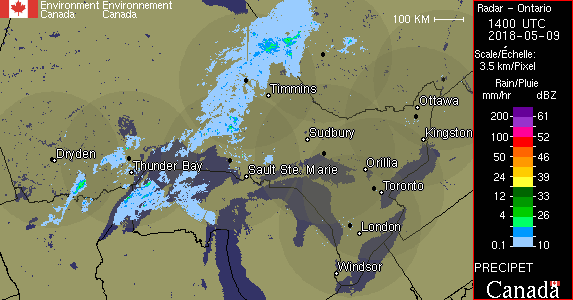 Environment Environnement
Canada Canada
100 KM
Timmins
Ottawa
Sudbury
Kingston
Dryden
Thunder Bay
Sault Ste. Marie
Orillia
Toronto
London
Windsor
Radar - Ontario
1400 UTC
2018-05-09
Scale/Échelle:
3.5 km/Pixel
Rain/Pluie
mm/hr dBZ
200 61
100 52
50 46
24 39
12 33
4 26
0.1 10
PRECIPET
Canada